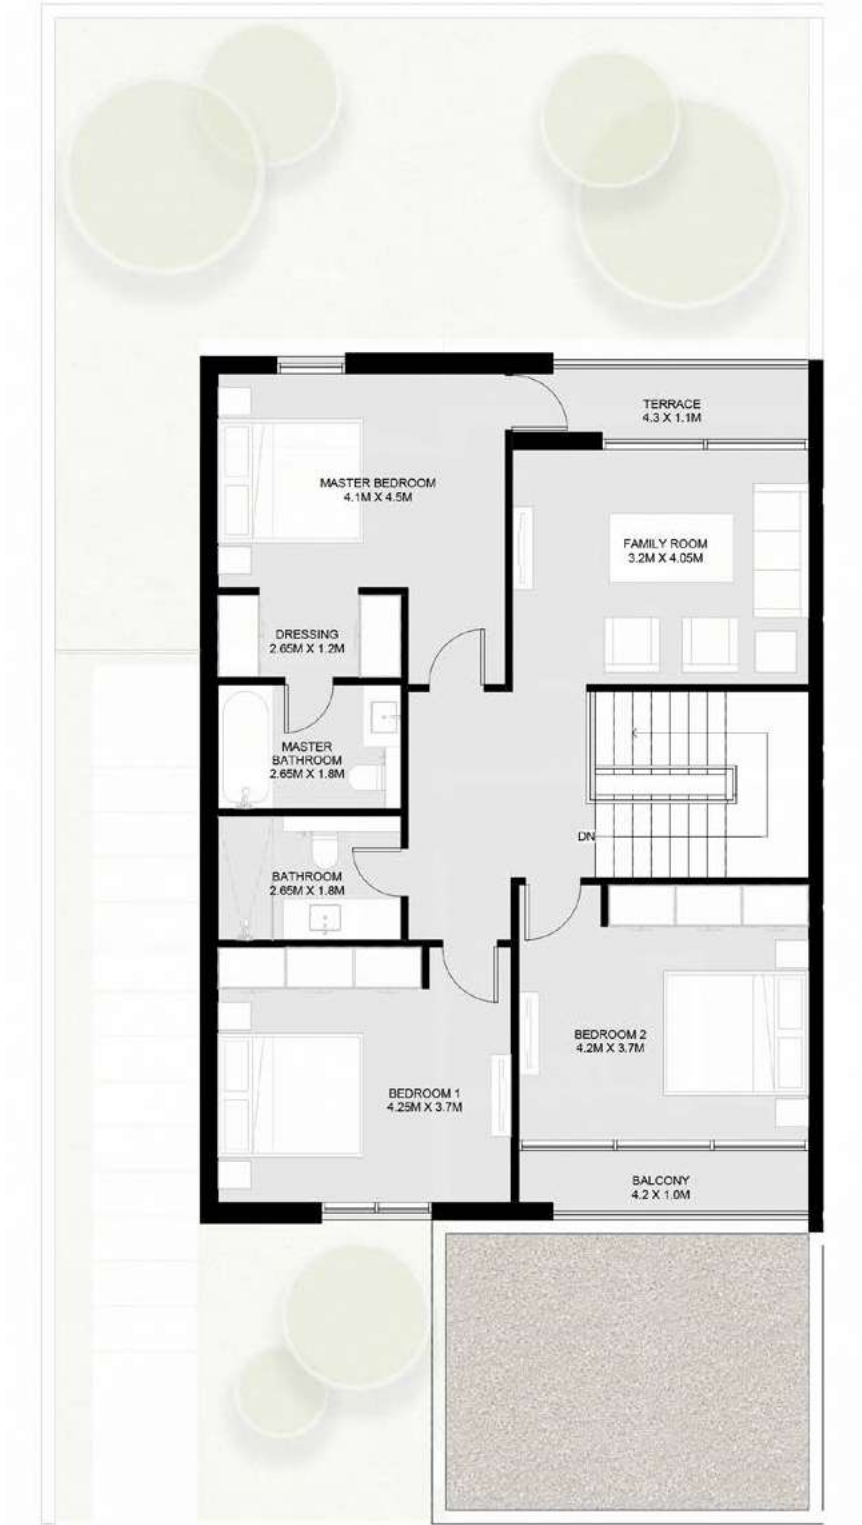 TERRACE
4.3 X 1.1M
MASTER BEDROOM
4.1M X 4.5M
FAMILY ROOM
3.2M X 4.05M
DRESSING
2.65M X 1.2M
MASTER
BATHROOM
2.65M X 1.8M
DN
BATHROOM
2.65M X 1.8M
BEDROOM 2
4.2M X 3.7M
BEDROOM 1
4.25M X 3.7M
BALCONY
4.2 X 1.0M